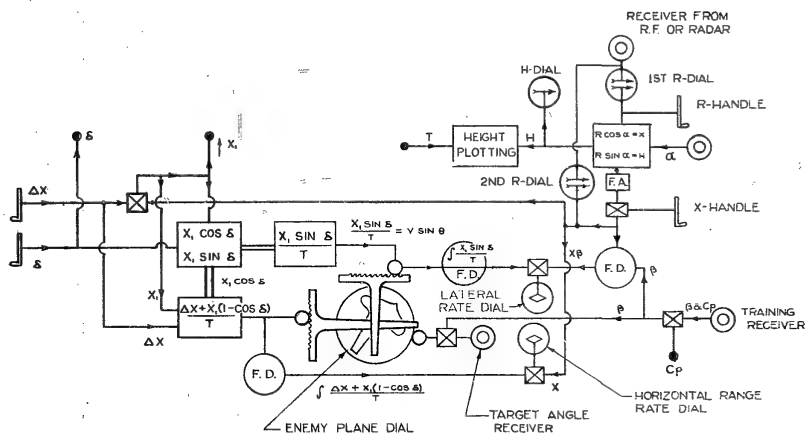 RECEIVER FROM
R.F. OR RADAR
H-DIAL
1ST R-DIAL
R-HANDLE
δ
X₁
T
HEIGHT
PLOTTING
H
R COS α = X
R SIN α = H
α
2ND R-DIAL
F.A.
X-HANDLE
ΔX
δ
X₁ COS δ
X₁ SIN δ
X₁ SIN δ
T
X₁ SIN δ / T = V SIN θ
∫ X₁ SIN δ / T
F.D.
Xβ
F.D.
β
X₁ COS δ
X₁
LATERAL
RATE DIAL
ΔX + X₁(1-COS δ)
T
ΔX
β
β & Cp
TRAINING
RECEIVER
Cp
F.D.
X
∫ ΔX + X₁(1-COS δ) / T
HORIZONTAL RANGE
RATE DIAL
TARGET ANGLE
RECEIVER
ENEMY PLANE DIAL